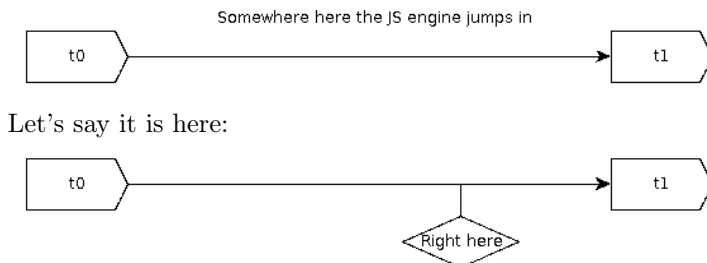 Somewhere here the JS engine jumps in
t0 t1
Let's say it is here:
t0 t1
Right here